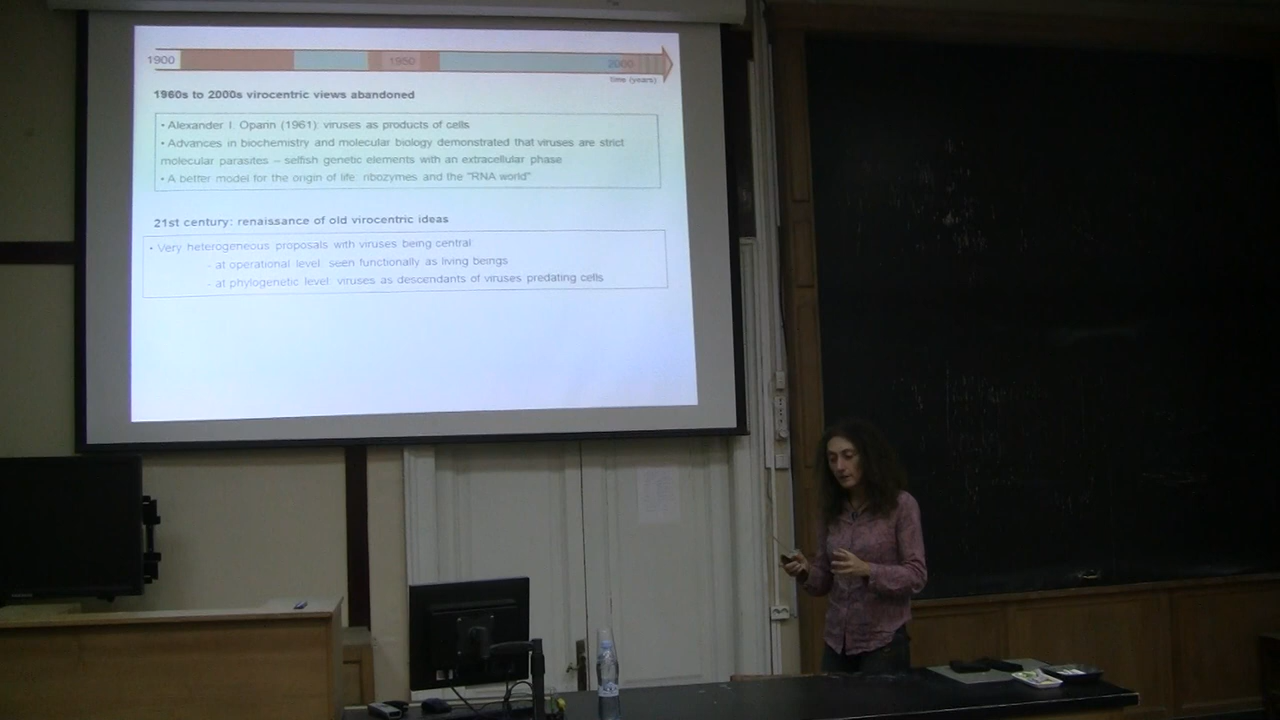 1900 1950 2000
time (years)
1960s to 2000s virocentric views abandoned
• Alexander I. Oparin (1961): viruses as products of cells
• Advances in biochemistry and molecular biology demonstrated that viruses are strict
molecular parasites – selfish genetic elements with an extracellular phase
• A better model for the origin of life: ribozymes and the "RNA world"
21st century: renaissance of old virocentric ideas
• Very heterogeneous proposals with viruses being central:
- at operational level: seen functionally as living beings
- at phylogenetic level: viruses as descendants of viruses predating cells